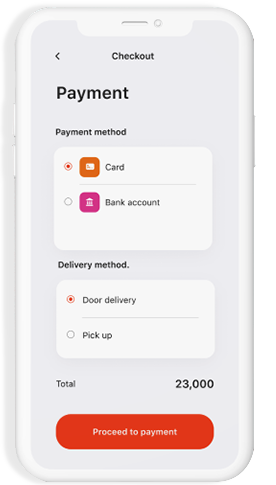 Checkout
Payment
Payment method
Card
Bank account
Delivery method.
Door delivery
Pick up
Total 23,000
Proceed to payment